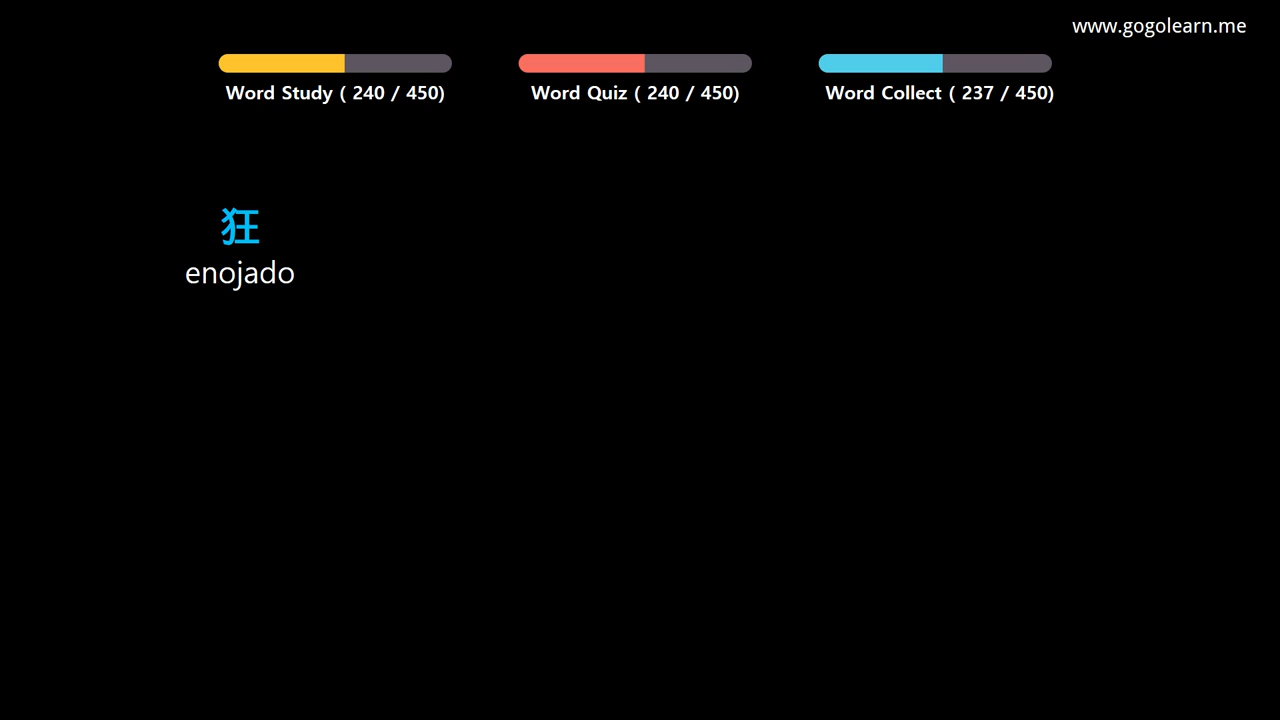 www.gogolearn.me
Word Study ( 240 / 450)
Word Quiz ( 240 / 450)
Word Collect ( 237 / 450)
狂
enojado